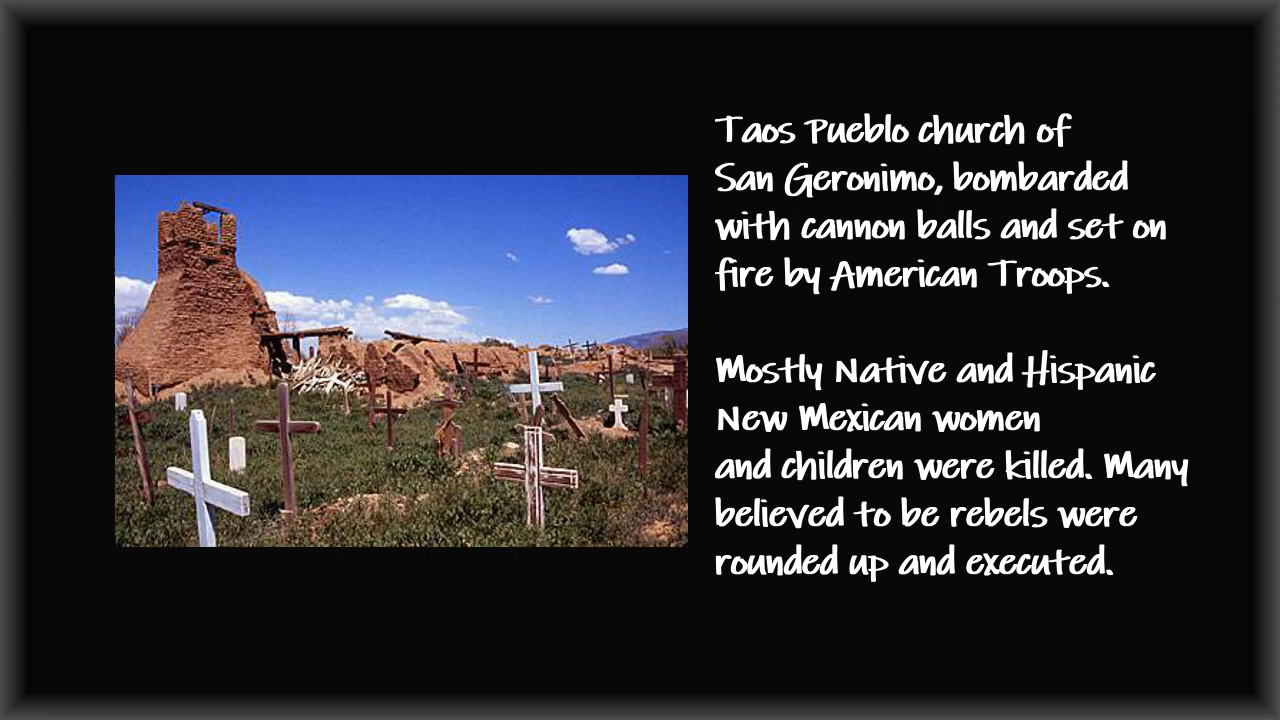 Taos Pueblo church of
San Geronimo, bombarded
with cannon balls and set on
fire by American Troops.
Mostly Native and Hispanic
New Mexican women
and children were killed. Many
believed to be rebels were
rounded up and executed.